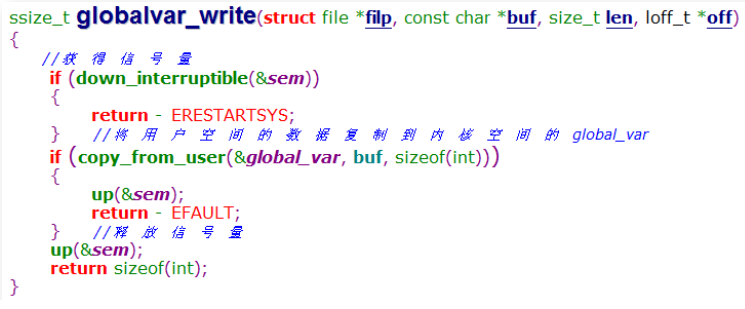 ssize_t globalvar_write(struct file *filp, const char *buf, size_t len, loff_t *off)
{
//获得信号量
if (down_interruptible(&sem))
{
return - ERESTARTSYS;
} //将用户空间的数据复制到内核空间的 global_var
if (copy_from_user(&global_var, buf, sizeof(int)))
{
up(&sem);
return - EFAULT;
} //释放信号量
up(&sem);
return sizeof(int);
}